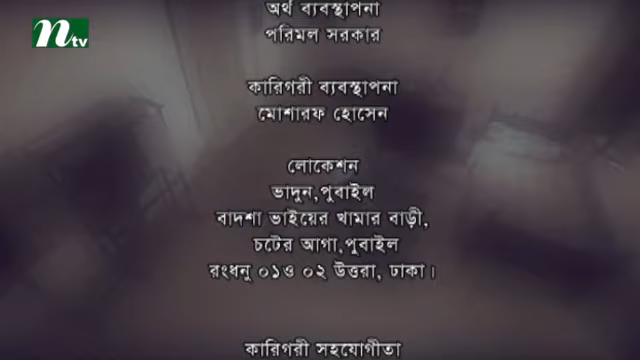 ntv
অর্থ ব্যবস্থাপনা
পরিমল সরকার
কারিগরী ব্যবস্থাপনা
মোশারফ হোসেন
লোকেশন
ভাদুন,পুবাইল
বাদশা ভাইয়ের খামার বাড়ী,
চটের আগা,পুবাইল
রংধনু ০১ও ০২ উত্তরা, ঢাকা।
কারিগরী সহযোগীতা